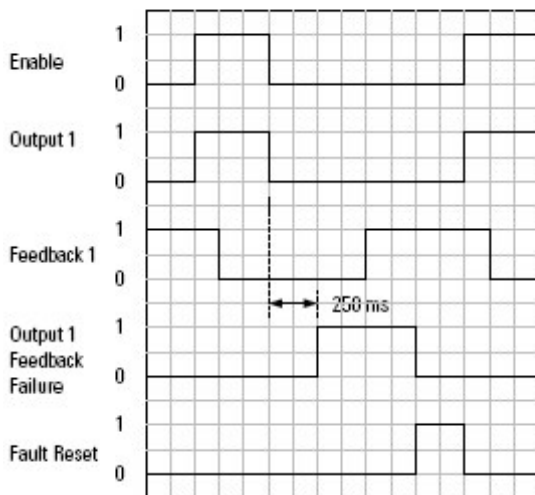 1
Enable
0
1
Output 1
0
1
Feedback 1
0
250 ms
Output 1 1
Feedback
0
Failure
1
Fault Reset
0